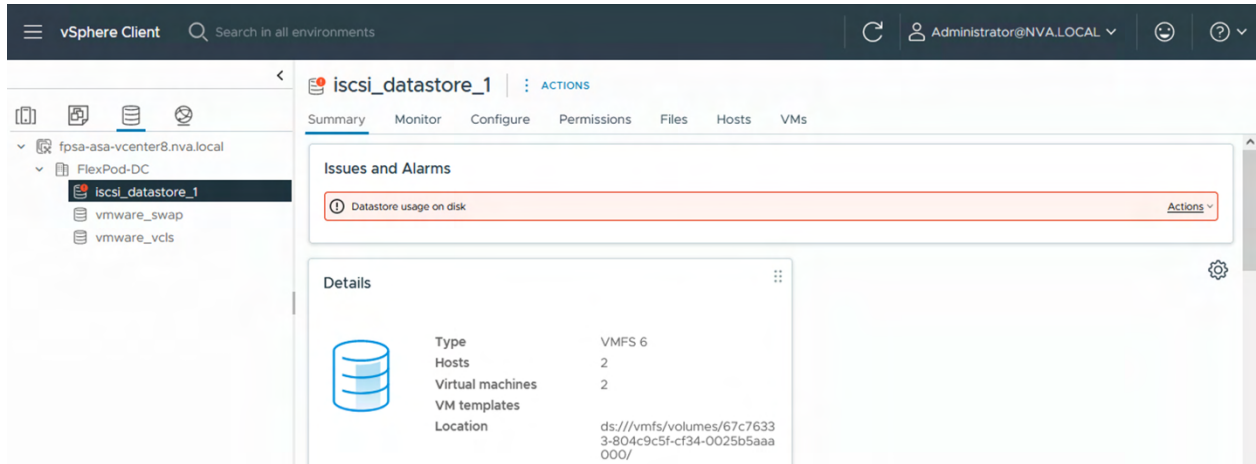 vSphere Client
Search in all environments
Administrator@NVA.LOCAL
iscsi_datastore_1
ACTIONS
Summary Monitor Configure Permissions Files Hosts VMs
fpsa-asa-vcenter8.nva.local
FlexPod-DC
iscsi_datastore_1
vmware_swap
vmware_vcls
Issues and Alarms
Datastore usage on disk
Actions
Details
Type VMFS 6
Hosts 2
Virtual machines 2
VM templates
Location ds:///vmfs/volumes/67c7633
3-804c9c5f-cf34-0025b5aaa
000/